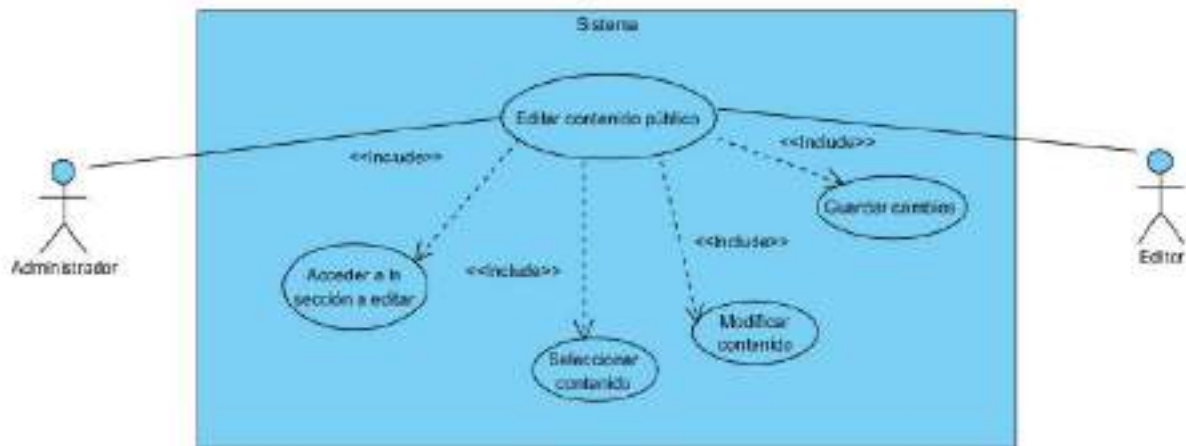 Sistema
Editar contenido público
<<Include>>
<<Include>>
Guardar cambios
Administrador
Editor
<<Include>>
<<Include>>
Acceder a la
sección a editar
Modificar
contenido
Seleccionar
contenido